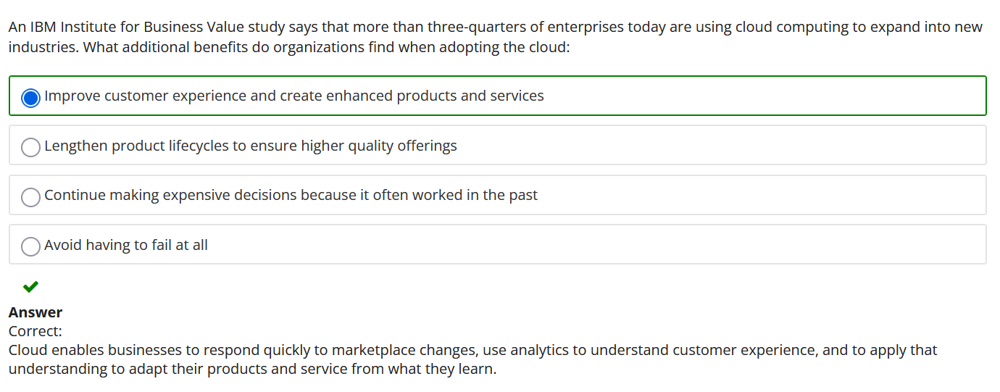 An IBM Institute for Business Value study says that more than three-quarters of enterprises today are using cloud computing to expand into new
industries. What additional benefits do organizations find when adopting the cloud:
Improve customer experience and create enhanced products and services
Lengthen product lifecycles to ensure higher quality offerings
Continue making expensive decisions because it often worked in the past
Avoid having to fail at all
Answer
Correct:
Cloud enables businesses to respond quickly to marketplace changes, use analytics to understand customer experience, and to apply that
understanding to adapt their products and service from what they learn.